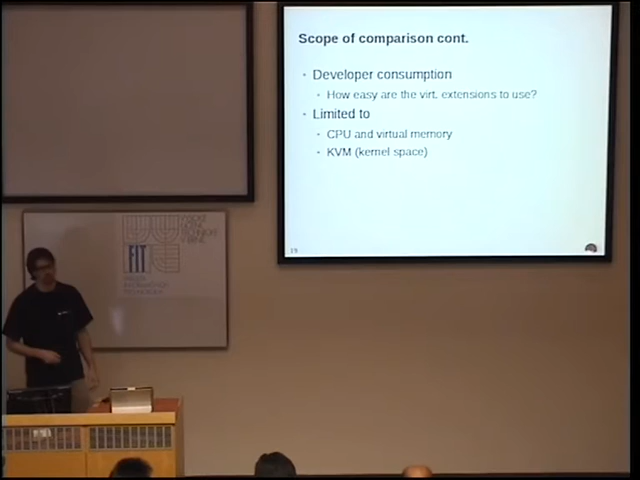 Scope of comparison cont.
Developer consumption
How easy are the virt. extensions to use?
Limited to
CPU and virtual memory
KVM (kernel space)
FIT